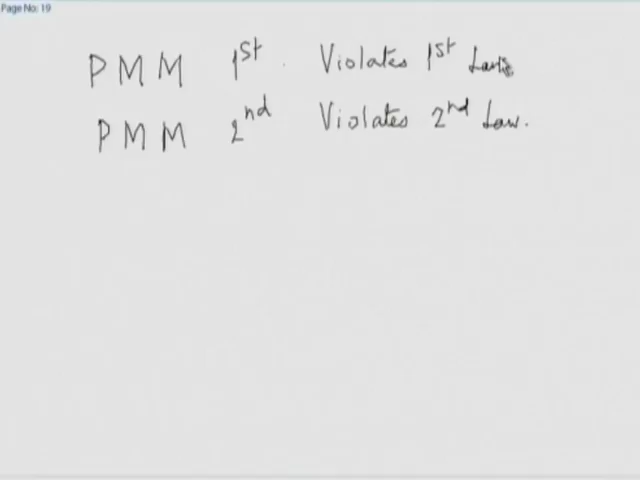 Page No: 19
PMM 1st Violates 1st Law
PMM 2nd Violates 2nd Law.